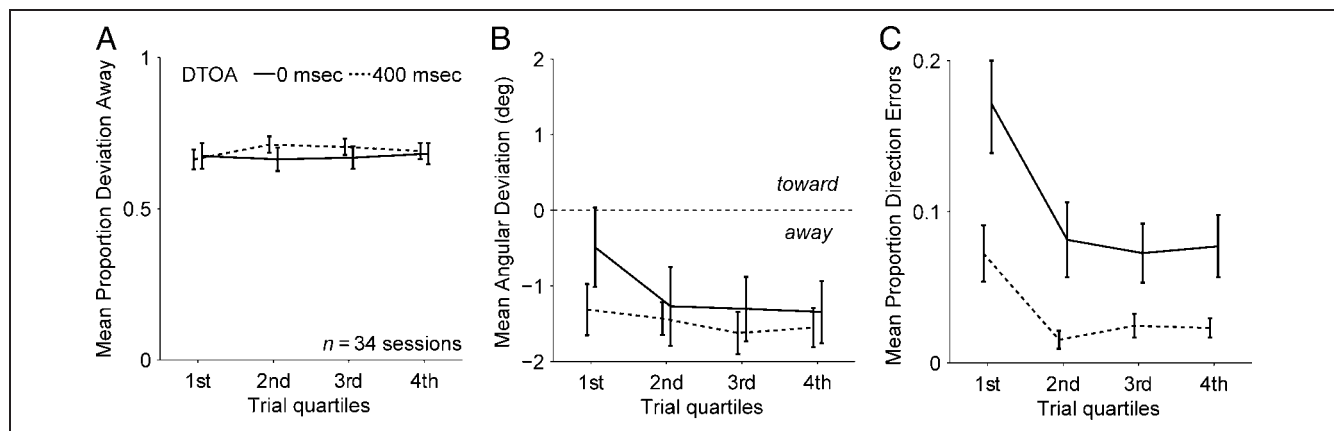 A
Mean Proportion Deviation Away
1
0.5
0
DTOA 0 msec 400 msec
n = 34 sessions
1st 2nd 3rd 4th
Trial quartiles
B
Mean Angular Deviation (deg)
2
1
0
−1
−2
toward
away
1st 2nd 3rd 4th
Trial quartiles
C
Mean Proportion Direction Errors
0.2
0.1
0
1st 2nd 3rd 4th
Trial quartiles